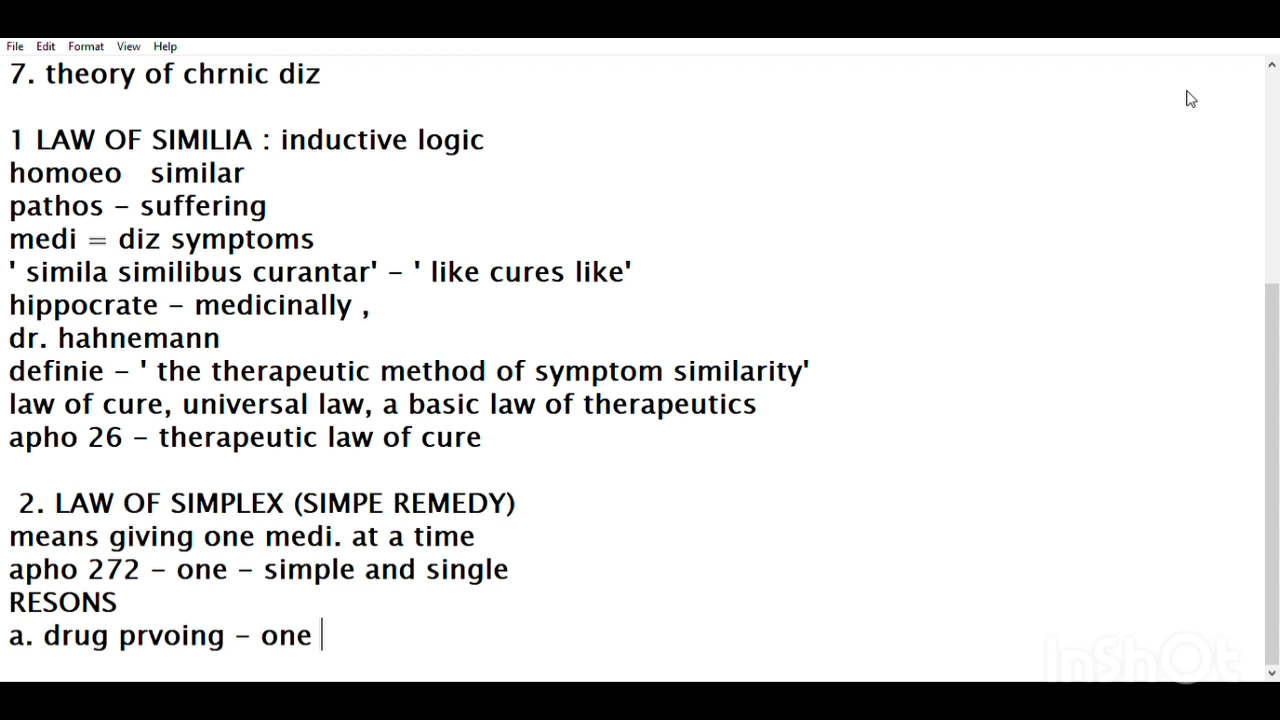 File Edit Format View Help
7. theory of chrnic diz
1 LAW OF SIMILIA : inductive logic
homoeo similar
pathos - suffering
medi = diz symptoms
' simila similibus curantar' - ' like cures like'
hippocrate - medicinally ,
dr. hahnemann
definie - ' the therapeutic method of symptom similarity'
law of cure, universal law, a basic law of therapeutics
apho 26 - therapeutic law of cure
2. LAW OF SIMPLEX (SIMPE REMEDY)
means giving one medi. at a time
apho 272 - one - simple and single
RESONS
a. drug prvoing - one
InShOt